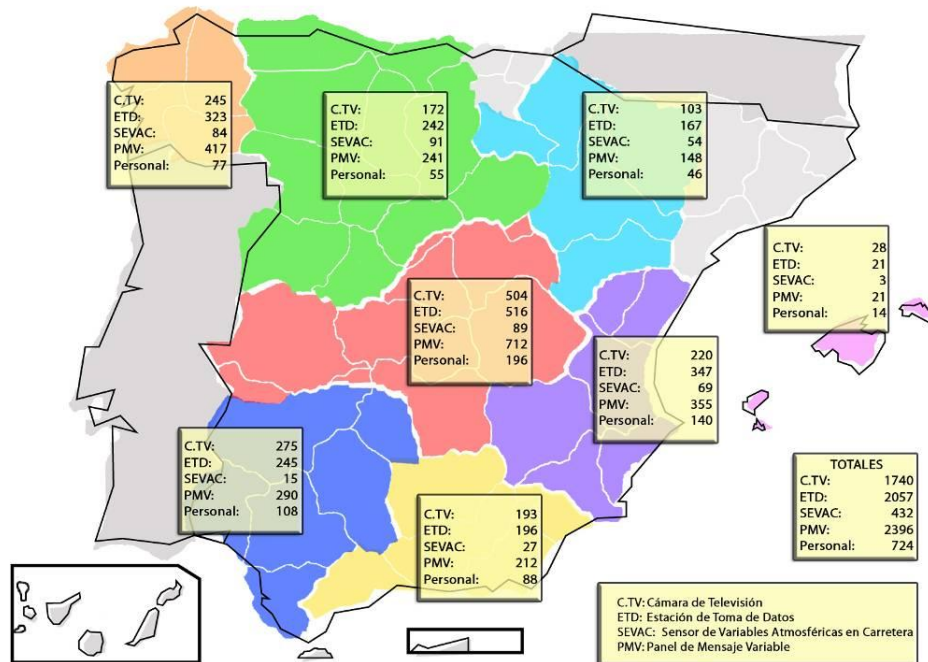 C.TV: 245
ETD: 323
SEVAC: 84
PMV: 417
Personal: 77
C.TV: 172
ETD: 242
SEVAC: 91
PMV: 241
Personal: 55
C.TV: 103
ETD: 167
SEVAC: 54
PMV: 148
Personal: 46
C.TV: 28
ETD: 21
SEVAC: 3
PMV: 21
Personal: 14
C.TV: 504
ETD: 516
SEVAC: 89
PMV: 712
Personal: 196
C.TV: 220
ETD: 347
SEVAC: 69
PMV: 355
Personal: 140
C.TV: 275
ETD: 245
SEVAC: 15
PMV: 290
Personal: 108
C.TV: 193
ETD: 196
SEVAC: 27
PMV: 212
Personal: 88
TOTALES
C.TV: 1740
ETD: 2057
SEVAC: 432
PMV: 2396
Personal: 724
C.TV: Cámara de Televisión
ETD: Estación de Toma de Datos
SEVAC: Sensor de Variables Atmosféricas en Carretera
PMV: Panel de Mensaje Variable